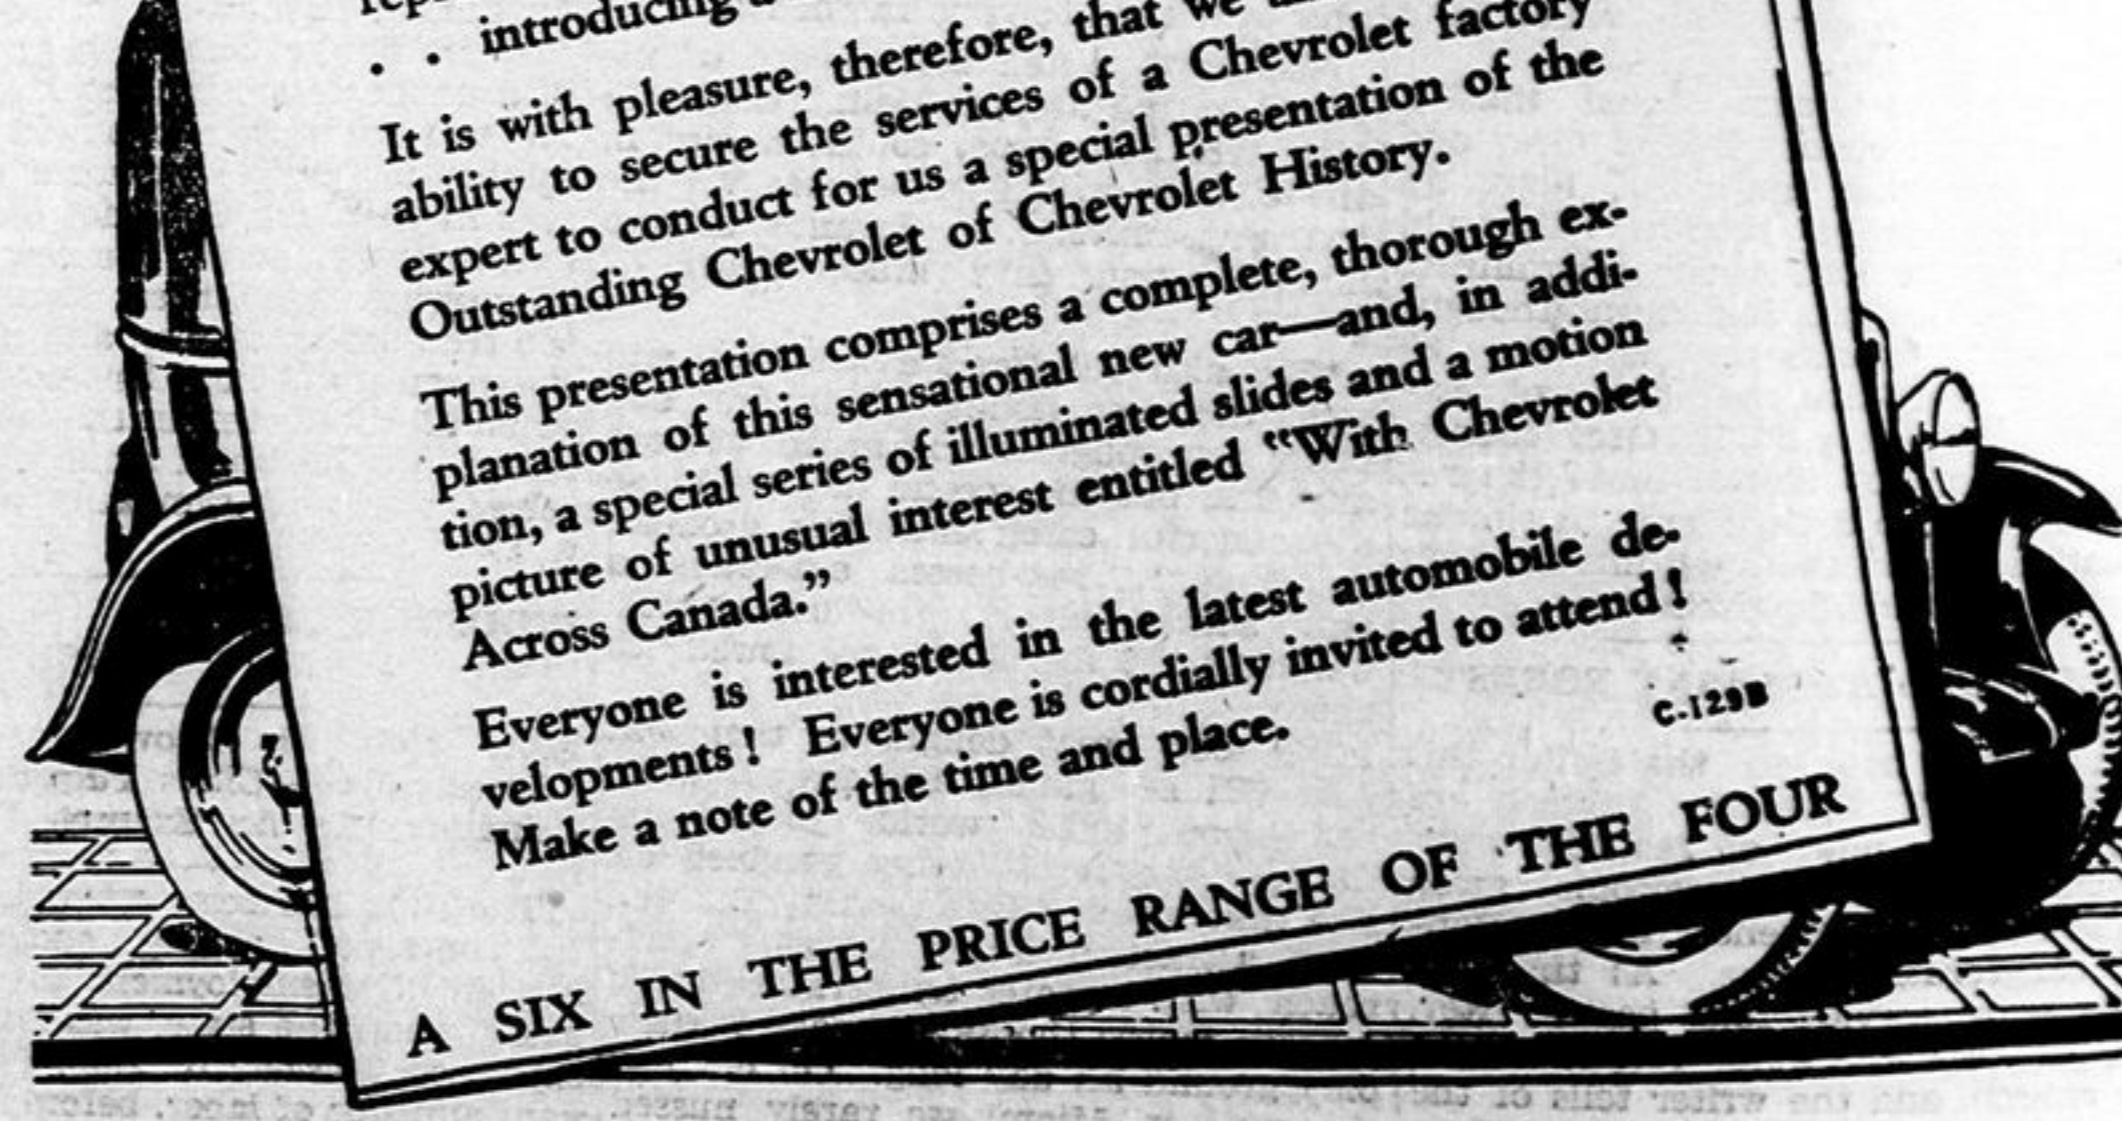 . . introducing
It is with pleasure, therefore, that we
ability to secure the services of a Chevrolet factory
expert to conduct for us a special presentation of the
Outstanding Chevrolet of Chevrolet History.
This presentation comprises a complete, thorough ex-
planation of this sensational new car—and, in addi-
tion, a special series of illuminated slides and a motion
picture of unusual interest entitled "With Chevrolet
Across Canada."
Everyone is interested in the latest automobile de-
velopments! Everyone is cordially invited to attend!
Make a note of the time and place.
C-129B
A SIX IN THE PRICE RANGE OF THE FOUR